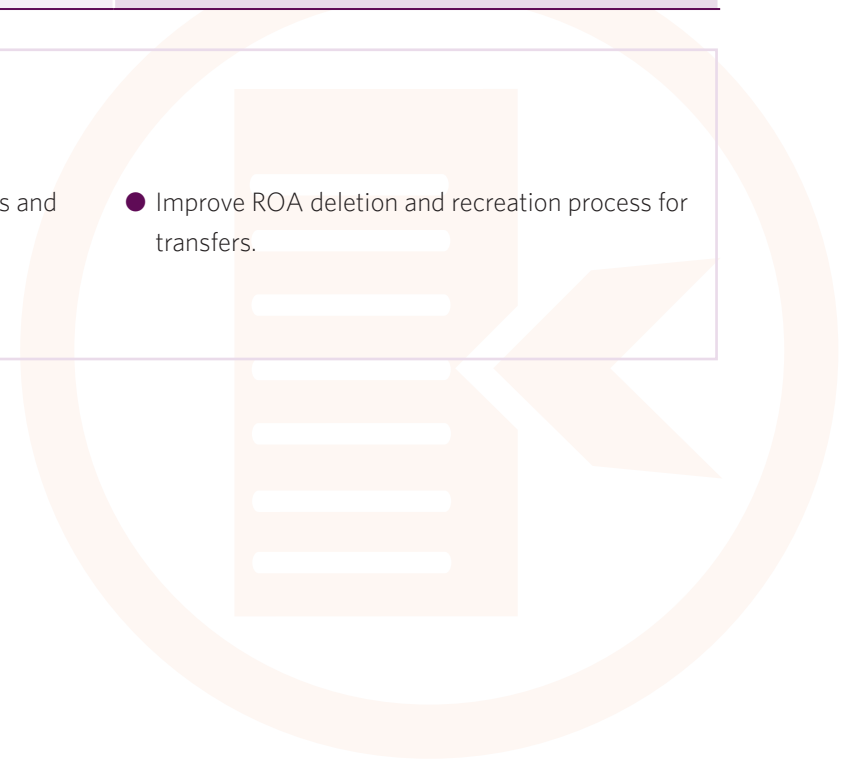 s and
● Improve ROA deletion and recreation process for
transfers.